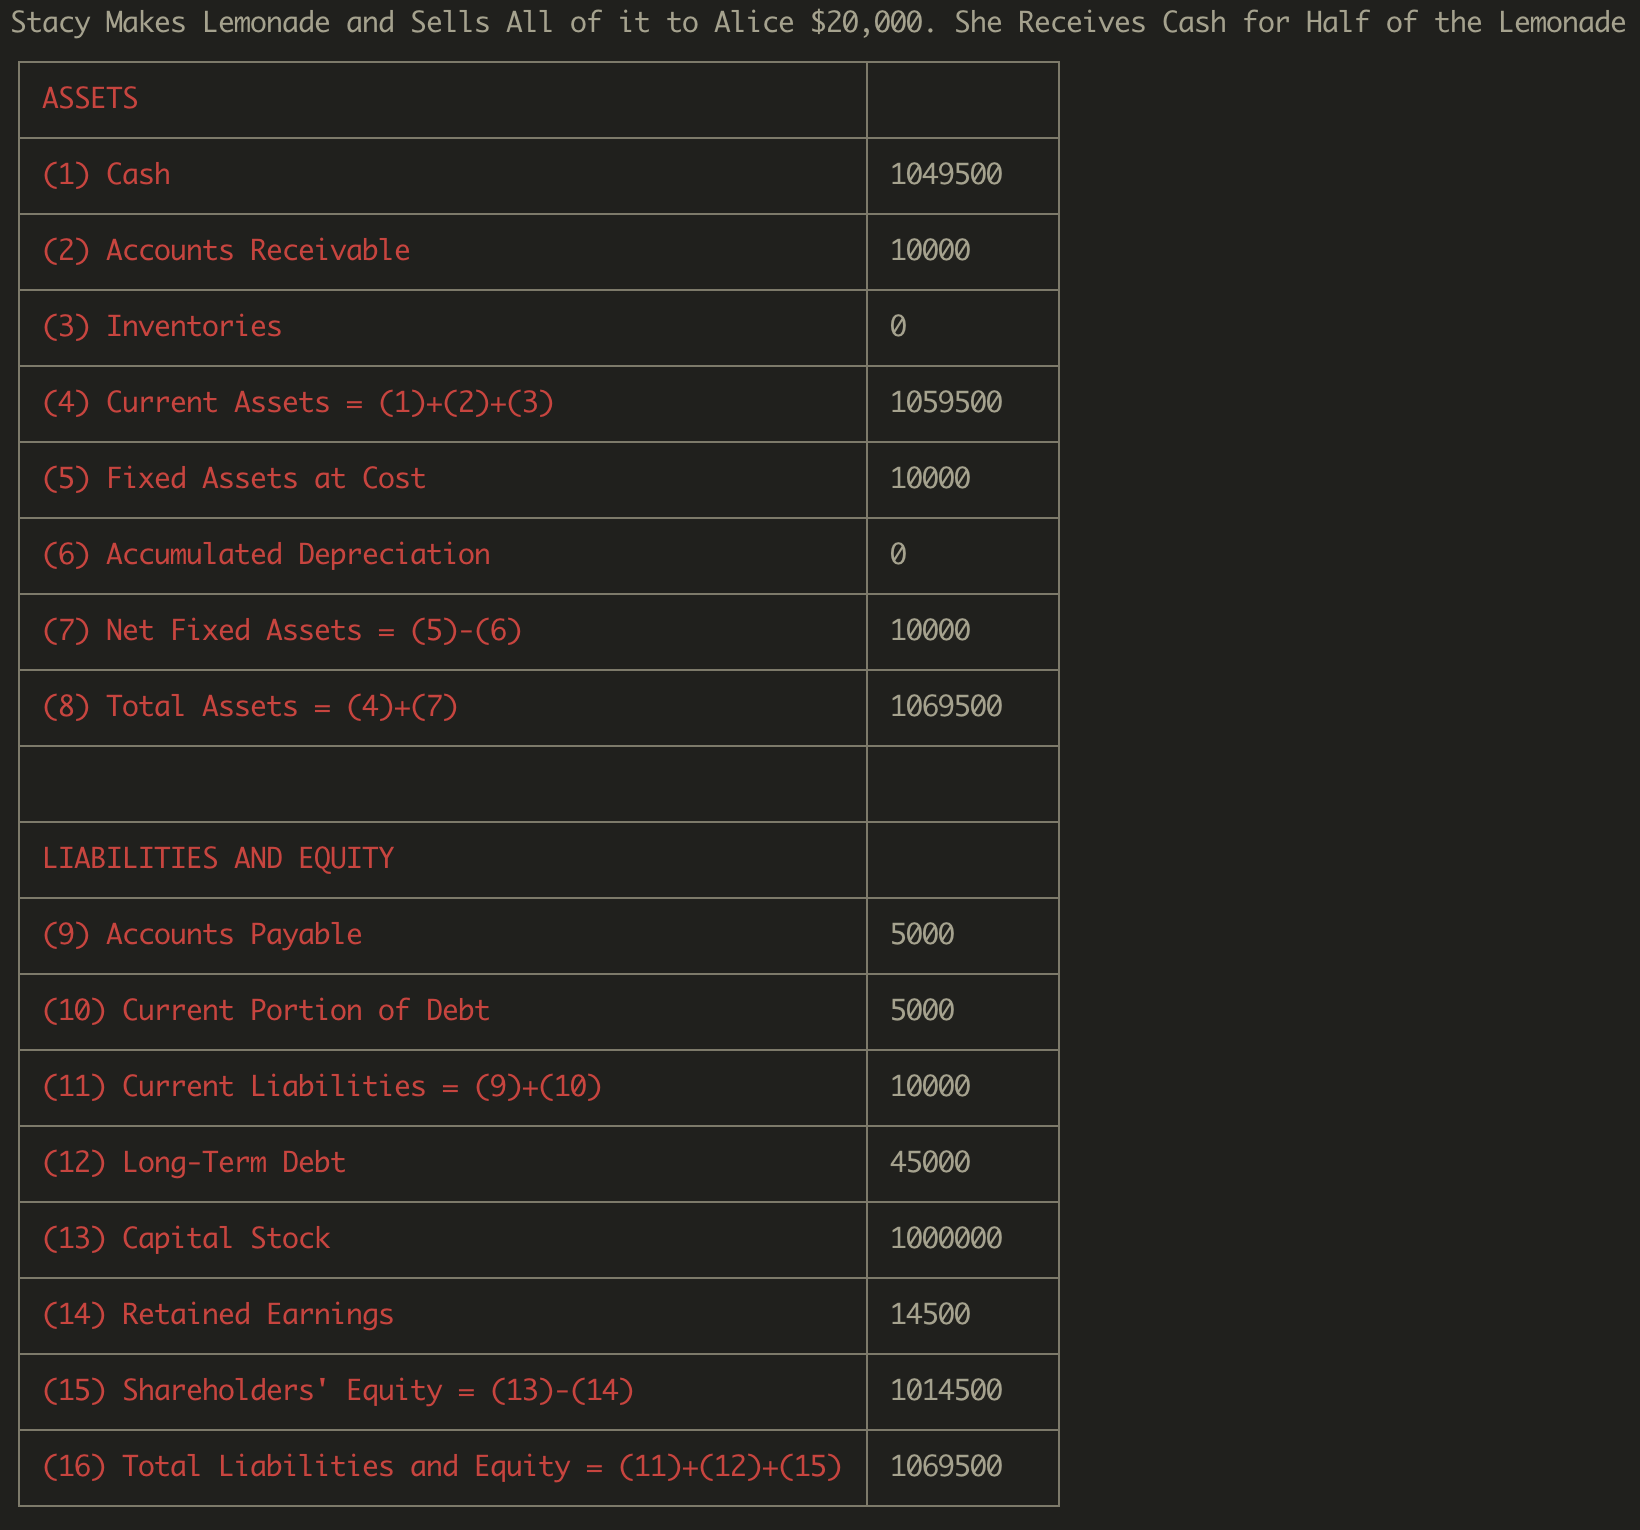 Stacy Makes Lemonade and Sells All of it to Alice $20,000. She Receives Cash for Half of the Lemonade
ASSETS
(1) Cash 1049500
(2) Accounts Receivable 10000
(3) Inventories 0
(4) Current Assets = (1)+(2)+(3) 1059500
(5) Fixed Assets at Cost 10000
(6) Accumulated Depreciation 0
(7) Net Fixed Assets = (5)-(6) 10000
(8) Total Assets = (4)+(7) 1069500
LIABILITIES AND EQUITY
(9) Accounts Payable 5000
(10) Current Portion of Debt 5000
(11) Current Liabilities = (9)+(10) 10000
(12) Long-Term Debt 45000
(13) Capital Stock 1000000
(14) Retained Earnings 14500
(15) Shareholders' Equity = (13)-(14) 1014500
(16) Total Liabilities and Equity = (11)+(12)+(15) 1069500